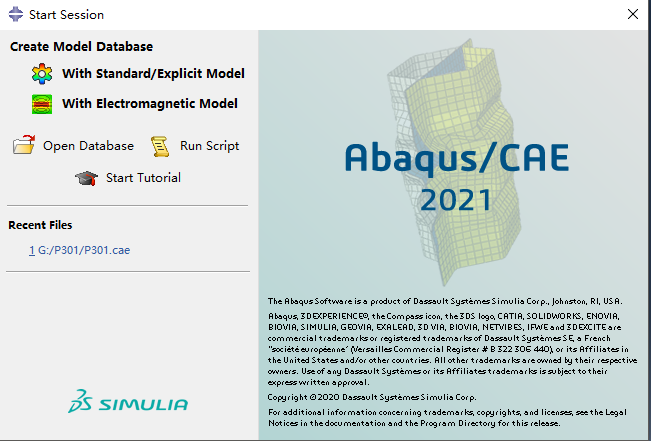 Start Session
Create Model Database
With Standard/Explicit Model
With Electromagnetic Model
Open Database
Run Script
Start Tutorial
Recent Files
1 G:/P301/P301.cae
SIMULIA
Abaqus/CAE
2021
The Abaqus Software is a product of Dassault Systèmes Simulia Corp., Johnston, RI, USA.
Abaqus, 3DEXPERIENCE®, the Compass icon, the 3DS logo, CATIA, SOLIDWORKS, ENOVIA,
BIOVIA, SIMULIA, GEOVIA, EXALEAD, 3D VIA, BIOVIA, NETVIBES, IFWE and 3DEXCITE are
commercial trademarks or registered trademarks of Dassault Systèmes SE, a French
"société européenne" (Versailles Commercial Register # B 322 306 440), or its Affiliates in
the United States and/or other countries. All other trademarks are owned by their respective
owners. Use of any Dassault Systèmes or its Affiliates trademarks is subject to their
express written approval.
Copyright ©2020 Dassault Systèmes Simulia Corp.
For additional information concerning trademarks, copyrights, and licenses, see the Legal
Notices in the documentation and the Program Directory for this release.